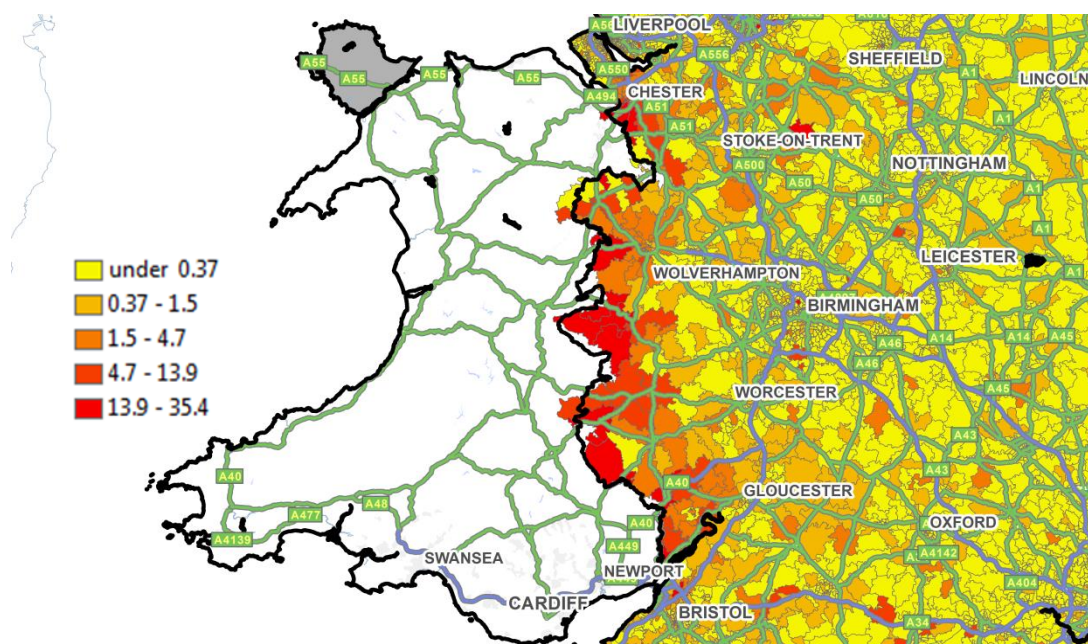 LIVERPOOL
A556
SHEFFIELD
A1
LINCOLN
A55
A55
A55
A55
A550
A494
CHESTER
A51
A51
A1
STOKE-ON-TRENT
A500
NOTTINGHAM
A50
A50
A1
A1
LEICESTER
A1
under 0.37
0.37 - 1.5
1.5 - 4.7
4.7 - 13.9
13.9 - 35.4
WOLVERHAMPTON
BIRMINGHAM
A46
A14
A14
A45
A46
A45
WORCESTER
A43
A43
A40
A40
GLOUCESTER
A48
A477
A4139
A40
OXFORD
A4142
A449
SWANSEA
NEWPORT
A404
CARDIFF
BRISTOL
A34